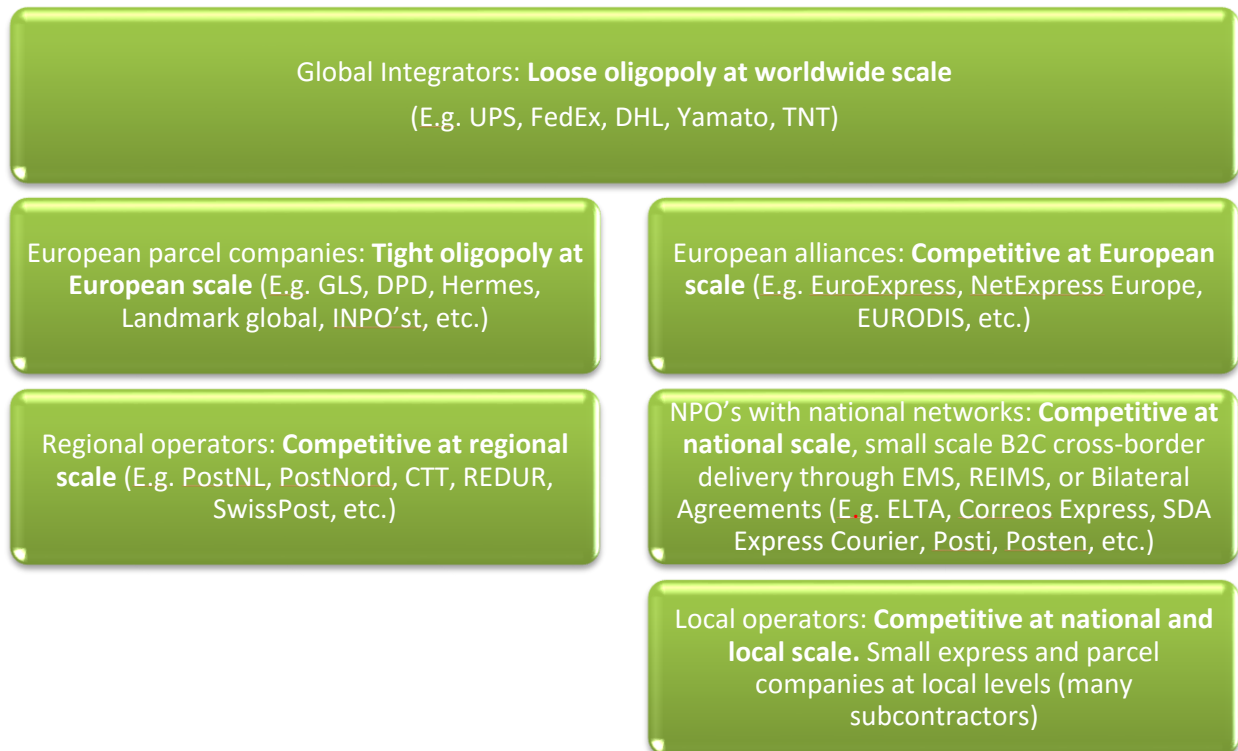 Global Integrators: Loose oligopoly at worldwide scale
(E.g. UPS, FedEx, DHL, Yamato, TNT)
European parcel companies: Tight oligopoly at
European scale (E.g. GLS, DPD, Hermes,
Landmark global, INPO'st, etc.)
European alliances: Competitive at European
scale (E.g. EuroExpress, NetExpress Europe,
EURODIS, etc.)
Regional operators: Competitive at regional
scale (E.g. PostNL, PostNord, CTT, REDUR,
SwissPost, etc.)
NPO's with national networks: Competitive at
national scale, small scale B2C cross-border
delivery through EMS, REIMS, or Bilateral
Agreements (E.g. ELTA, Correos Express, SDA
Express Courier, Posti, Posten, etc.)
Local operators: Competitive at national and
local scale. Small express and parcel
companies at local levels (many
subcontractors)